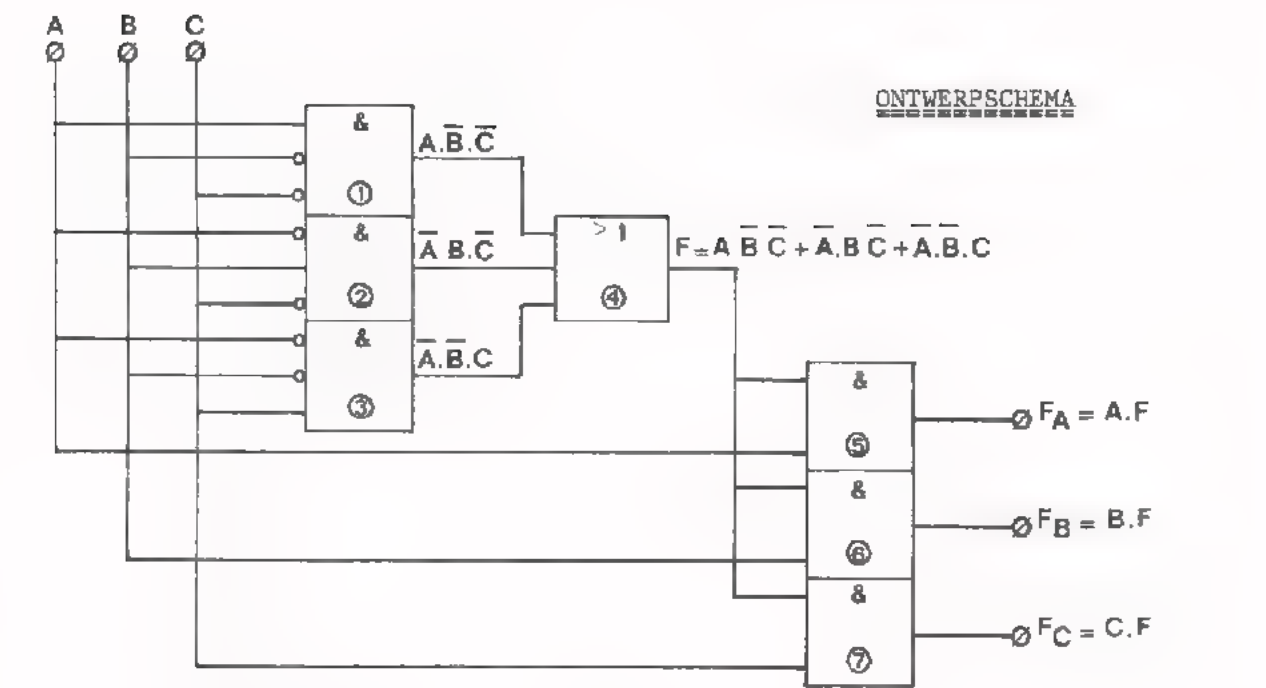 A B C
ONTWERPSCHEMA
&
A.B̅.C̅
①
&
A̅ B.C̅
②
&
A̅.B̅.C
③
>1
F=A B̅ C̅ + A̅.B C̅ + A̅.B̅.C
④
&
F_A = A.F
⑤
&
F_B = B.F
⑥
&
F_C = C.F
⑦